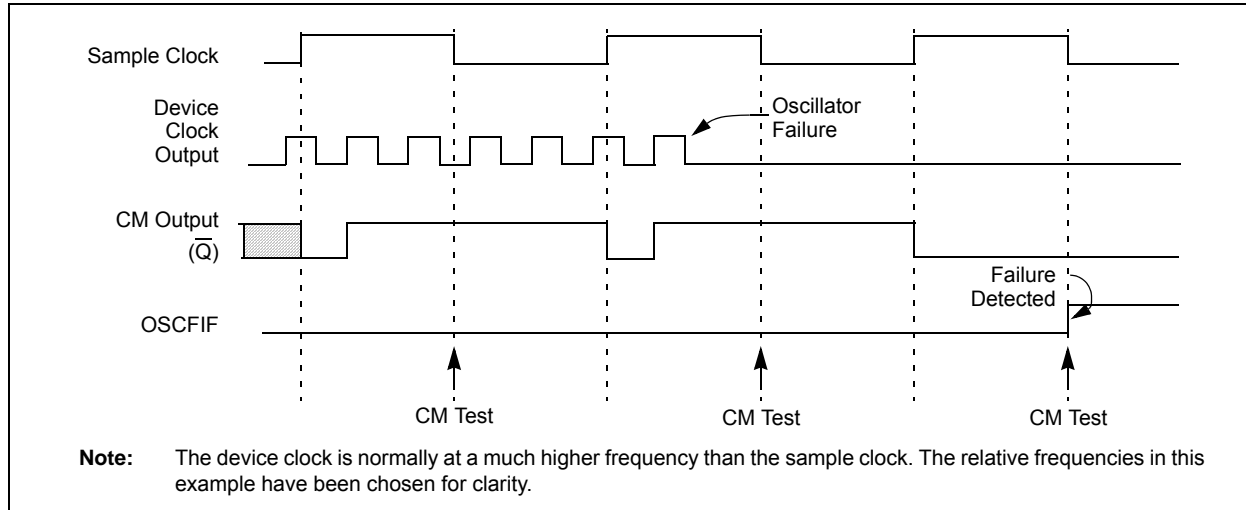 Sample Clock
Device
Clock
Output
Oscillator
Failure
CM Output
(Q̅)
Failure
Detected
OSCFIF
CM Test
CM Test
CM Test
Note: The device clock is normally at a much higher frequency than the sample clock. The relative frequencies in this
example have been chosen for clarity.